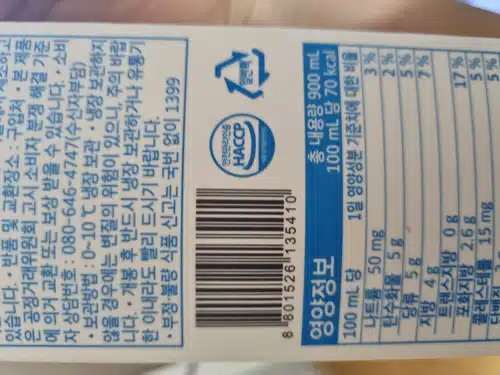 제조하고
있습니다. • 반품 및 교환장소 : 구입처 • 본 제품
은 공정거래위원회 고시 소비자 분쟁 해결 기준
에 의거 교환 또는 보상 받을 수 있습니다. • 소비
자 상담번호 : 080-646-4747(수신자부담)
• 보관방법 : 0~10℃ 냉장 보관 • 냉장 보관하지
않을 경우에는 변질의 위험이 있으니, 주의 바랍
니다. • 개봉 후 반드시 냉장 보관하거나 유통기
한 이내라도 빨리 드시기 바랍니다.
• 부정·불량 식품 신고는 국번 없이 1399
안전관리인증
HACCP
8 801526 135410
영양정보
총 내용량 900 mL
100 mL 당 70 kcal
100 mL 당 1일 영양성분 기준치에 대한 비율
나트륨 50 mg 3 %
탄수화물 5 g 2 %
당류 5 g 5 %
지방 4 g 7 %
트랜스지방 0 g
포화지방 2.6 g 17 %
콜레스테롤 15 mg 5 %